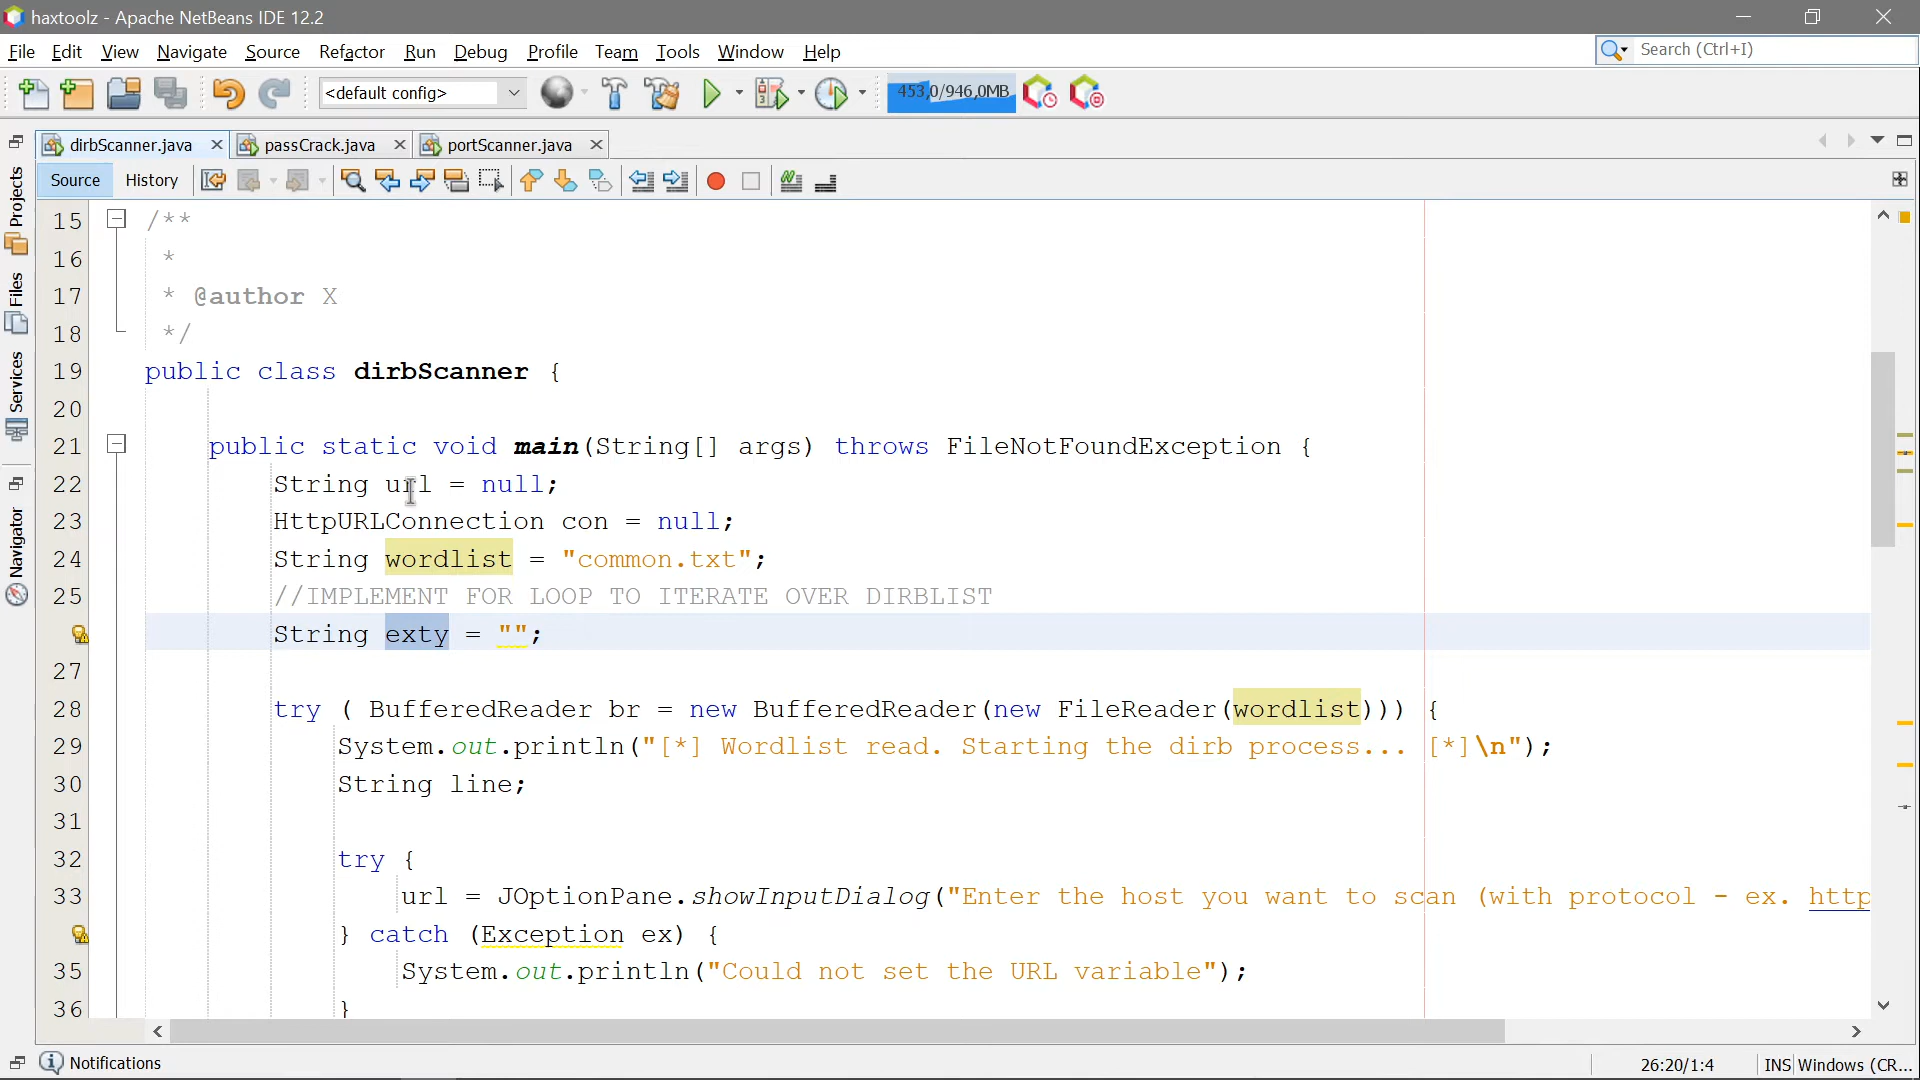 haxtoolz - Apache NetBeans IDE 12.2
File Edit View Navigate Source Refactor Run Debug Profile Team Tools Window Help
Search (Ctrl+I)
<default config>
453,0/946,0MB
dirbScanner.java passCrack.java portScanner.java
Source History
Projects
Files
Services
Navigator
15 /**
16 *
17 * @author X
18 */
19 public class dirbScanner {
20
21 public static void main(String[] args) throws FileNotFoundException {
22 String url = null;
23 HttpURLConnection con = null;
24 String wordlist = "common.txt";
25 //IMPLEMENT FOR LOOP TO ITERATE OVER DIRBLIST
String exty = "";
27
28 try ( BufferedReader br = new BufferedReader(new FileReader(wordlist))) {
29 System.out.println("[*] Wordlist read. Starting the dirb process... [*]\n");
30 String line;
31
32 try {
33 url = JOptionPane.showInputDialog("Enter the host you want to scan (with protocol - ex. http
} catch (Exception ex) {
35 System.out.println("Could not set the URL variable");
36 }
Notifications
26:20/1:4 INS Windows (CR...